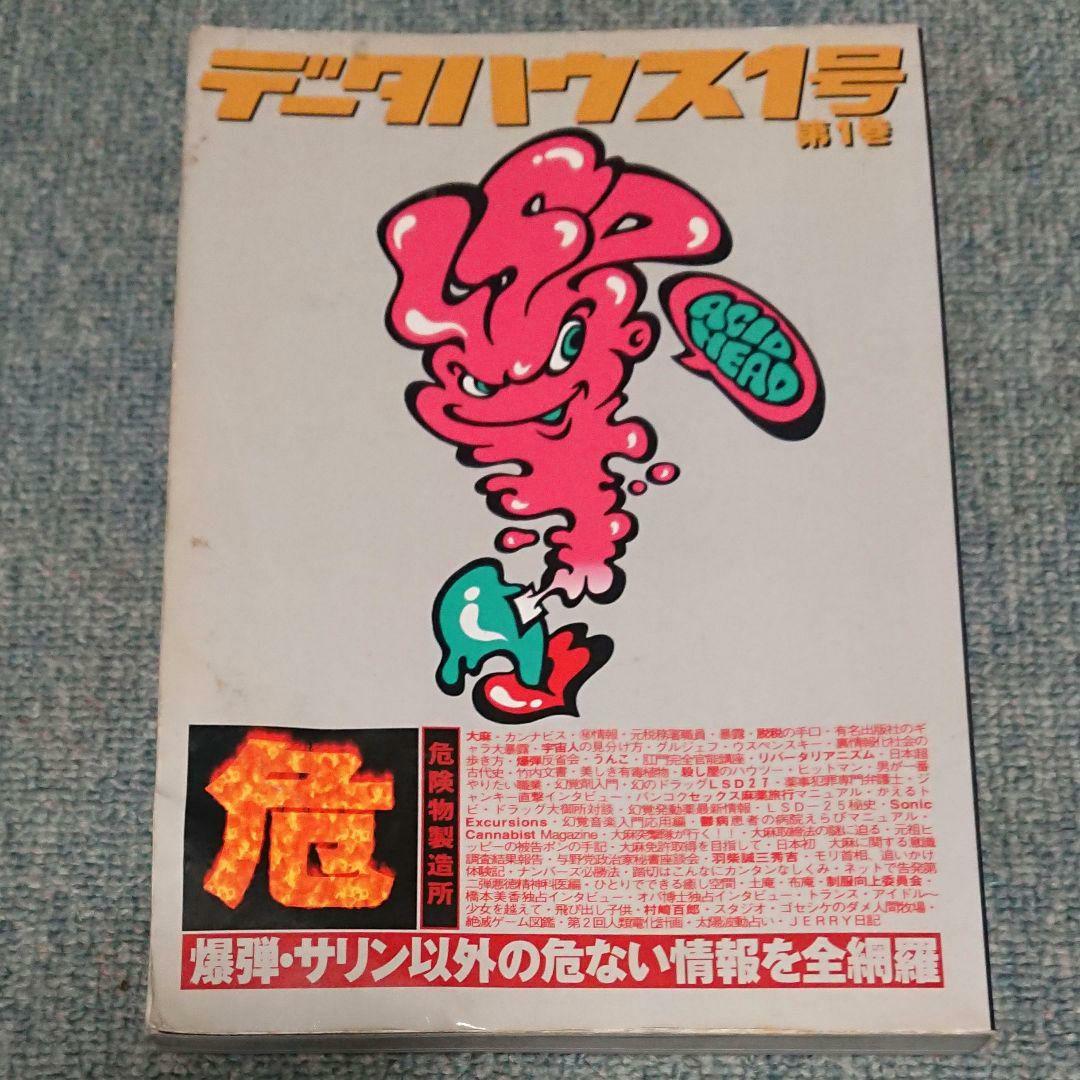 データハウス1号
第1巻
LSD
ACID
HEAD
危
危険物製造所
大麻・カンナビス・㊙情報・元税務署職員・暴露・脱税の手口・有名出版社のギ
ャラ大暴露・宇宙人の見分け方・グルジェフ・ウスペンスキー・裏情報化社会の
歩き方・爆弾反省会・うんこ・肛門完全官能講座・リバータリアニズム・日本超
古代史・竹内文書・美しき有毒植物・殺し屋のハウツー・ヒットマン・男が一番
やりたい職業・幻覚剤入門・幻のドラッグLSD27・薬事犯罪専門弁護士・ジ
ャンキー直撃インタビュー・バンコクセックス麻薬旅行マニュアル・かえるト
ビ・ドラッグ大御所対談・幻覚発動薬最新情報・LSD－25秘史・Sonic
Excursions・幻覚音楽入門応用編・鬱病患者の病院えらびマニュアル・
Cannabist Magazine・大麻突撃隊が行く！！・大麻取締法の謎に迫る・元祖ヒ
ッピーの被告ポンの手記・大麻免許取得を目指して・日本初　大麻に関する意識
調査結果報告・与野党政治家秘書座談会・羽柴誠三秀吉・モリ首相、追いかけ
体験記・ナンバーズ必勝法・踏切はこんなにカンタンなしくみ・ネットで告発第
二弾悪徳精神科医編・ひとりでできる癒し空間・土庵・布庵・制服向上委員会・
橋本美香独占インタビュー・オバ博士独占インタビュー・トランス・アイドル～
少女を越えて・飛び出し子供・村崎百郎・スタジオ・ゴセシケのダメ人間牧場・
絶滅ゲーム図鑑・第2回人類電化計画・太陽波動占い・JERRY日記
爆弾・サリン以外の危ない情報を全網羅